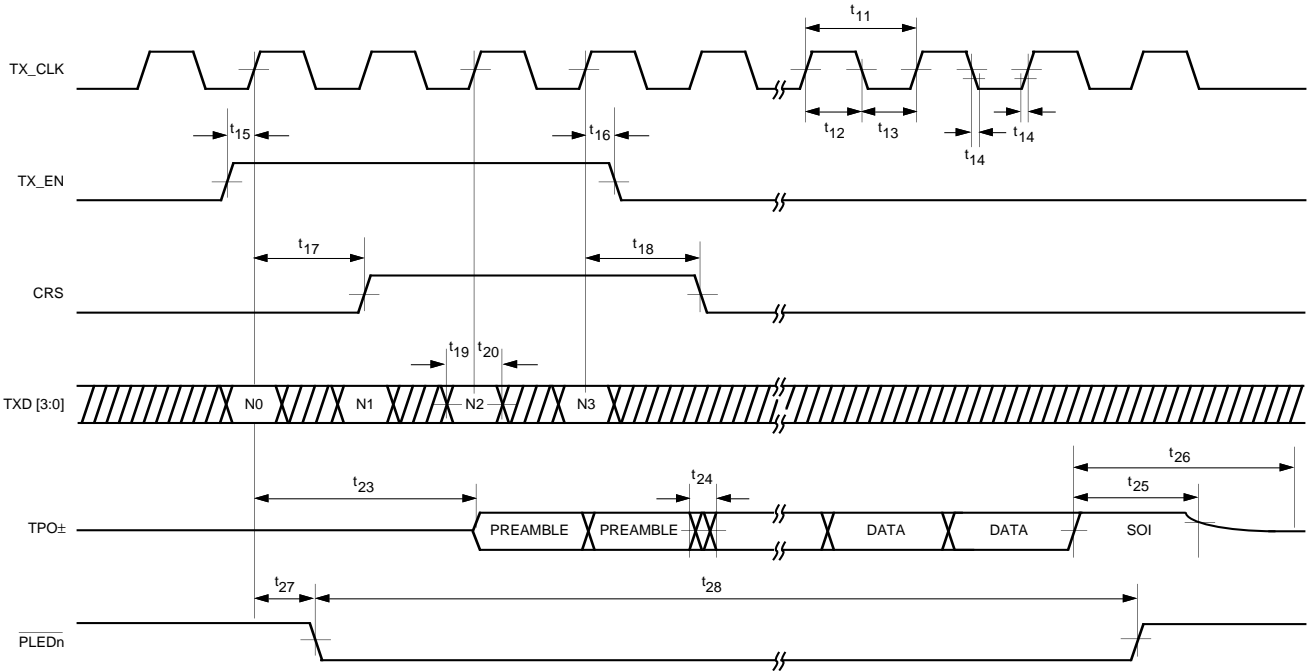 t11
TX_CLK
t15
t16
t12
t13
t14
t14
TX_EN
t17
t18
CRS
t19
t20
TXD [3:0]
N0
N1
N2
N3
t23
t24
t26
t25
TPO±
PREAMBLE
PREAMBLE
DATA
DATA
SOI
t27
t28
PLEDn